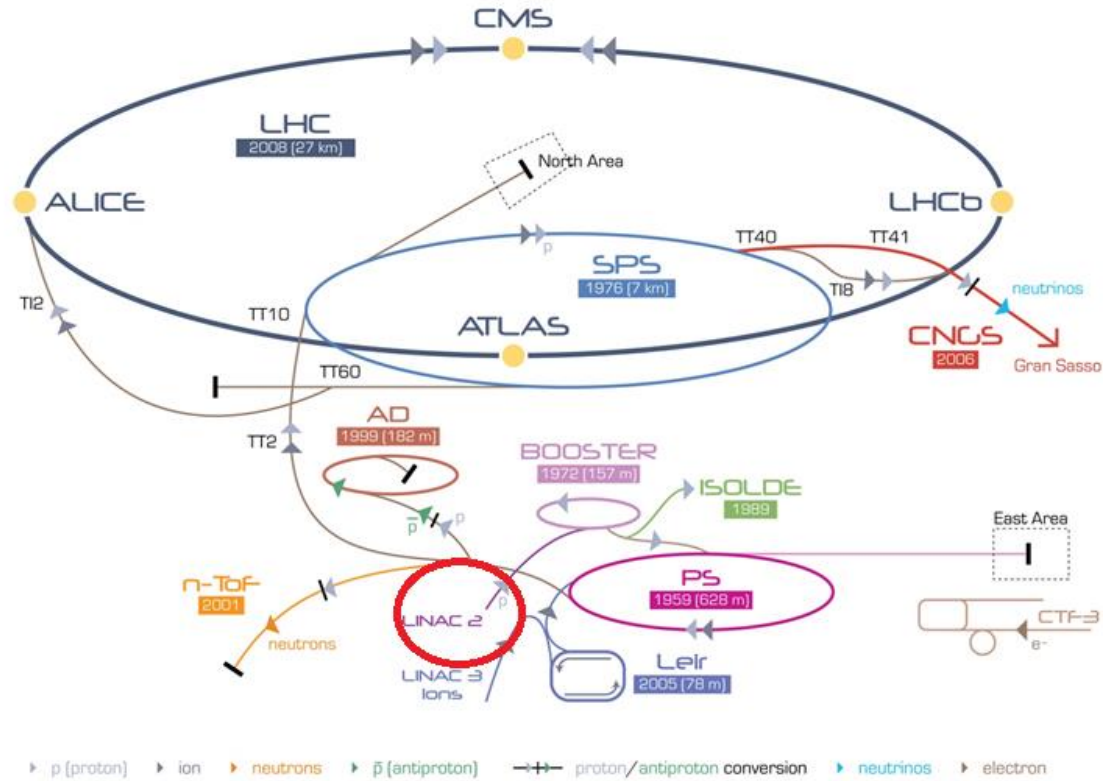 CMS
LHC
2008 (27 km)
North Area
ALICE
LHCb
TT40
TT41
p
SPS
1976 (7 km)
TI8
TI2
neutrinos
TT10
ATLAS
CNGS
2006
Gran Sasso
TT60
AD
1999 (182 m)
TT2
BOOSTER
1972 (157 m)
ISOLDE
1989
p̄
p
East Area
n-ToF
2001
PS
1959 (628 m)
p
LINAC 2
CTF-3
e-
neutrons
LINAC 3
Ions
Leir
2005 (78 m)
p (proton) ion neutrons p̄ (antiproton) proton/antiproton conversion neutrinos electron